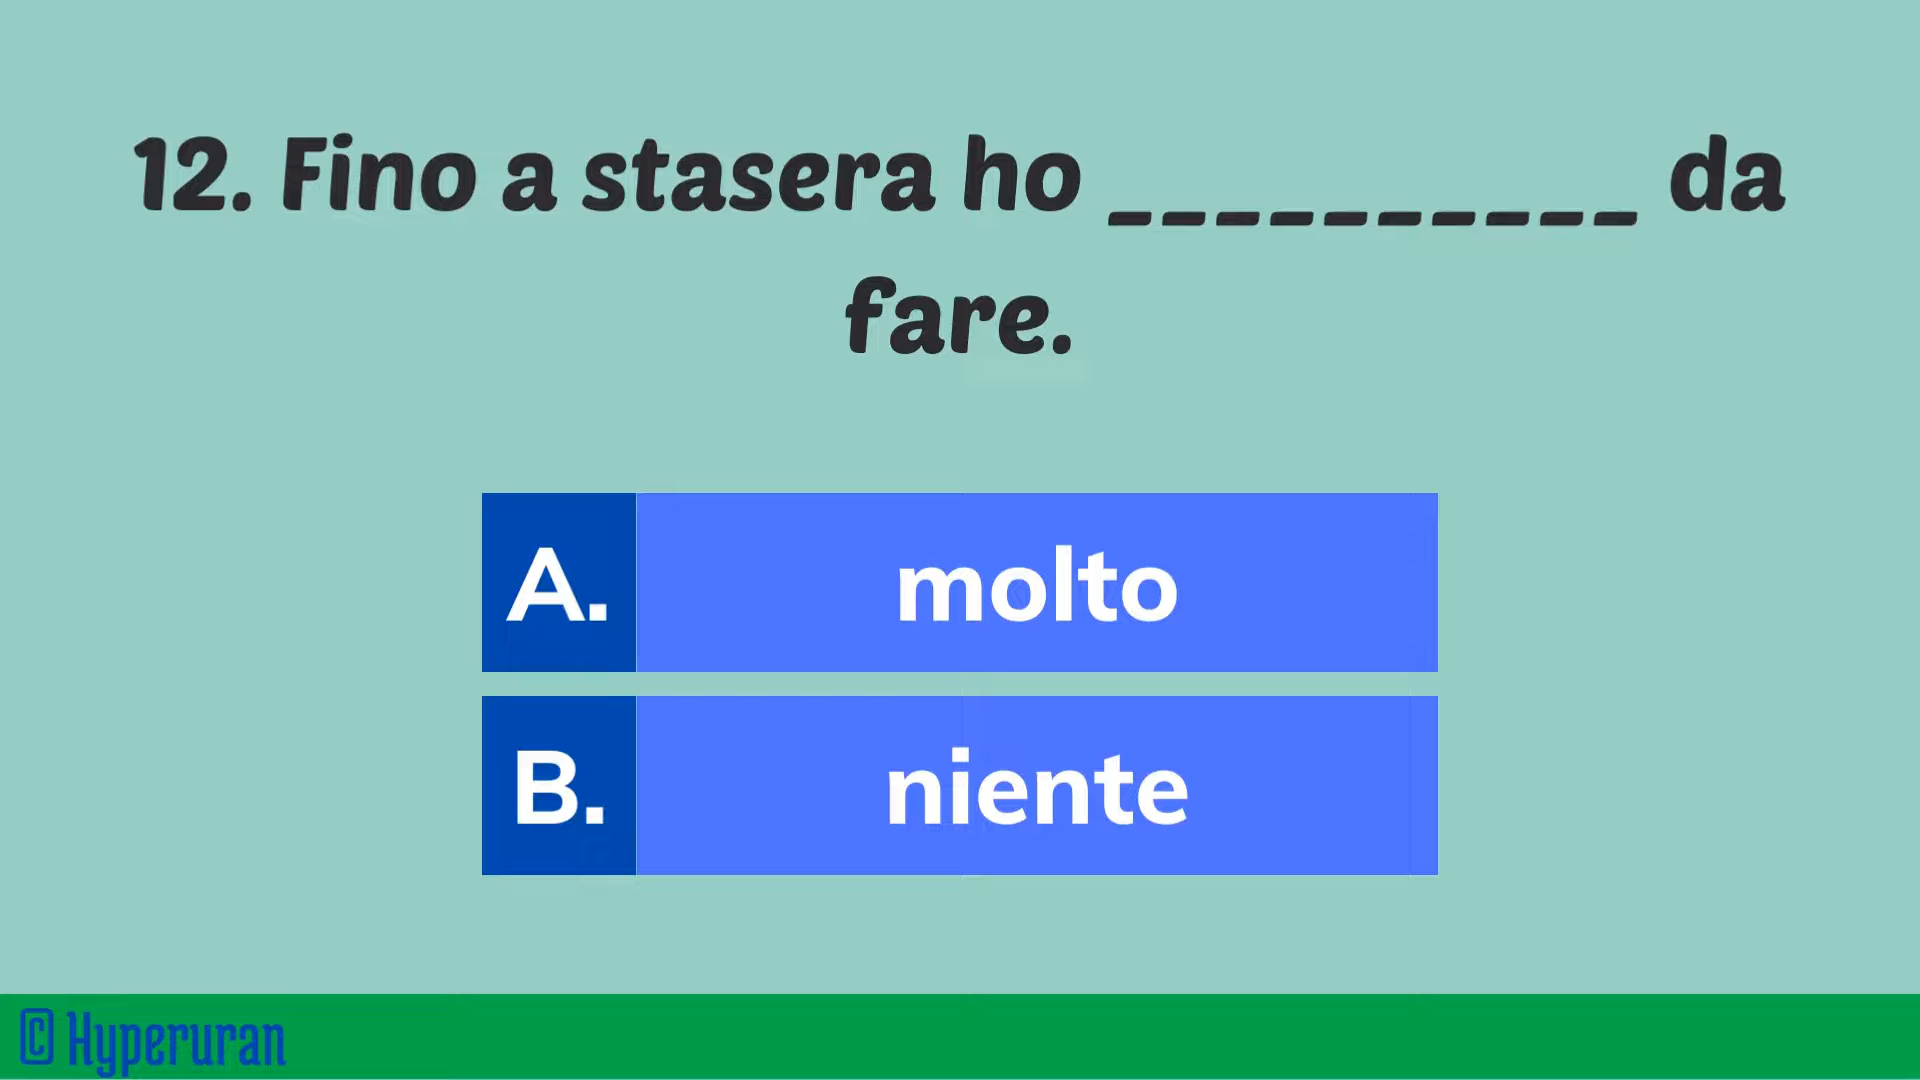 12. Fino a stasera ho __________ da
fare.
A. molto
B. niente
© Hyperuran